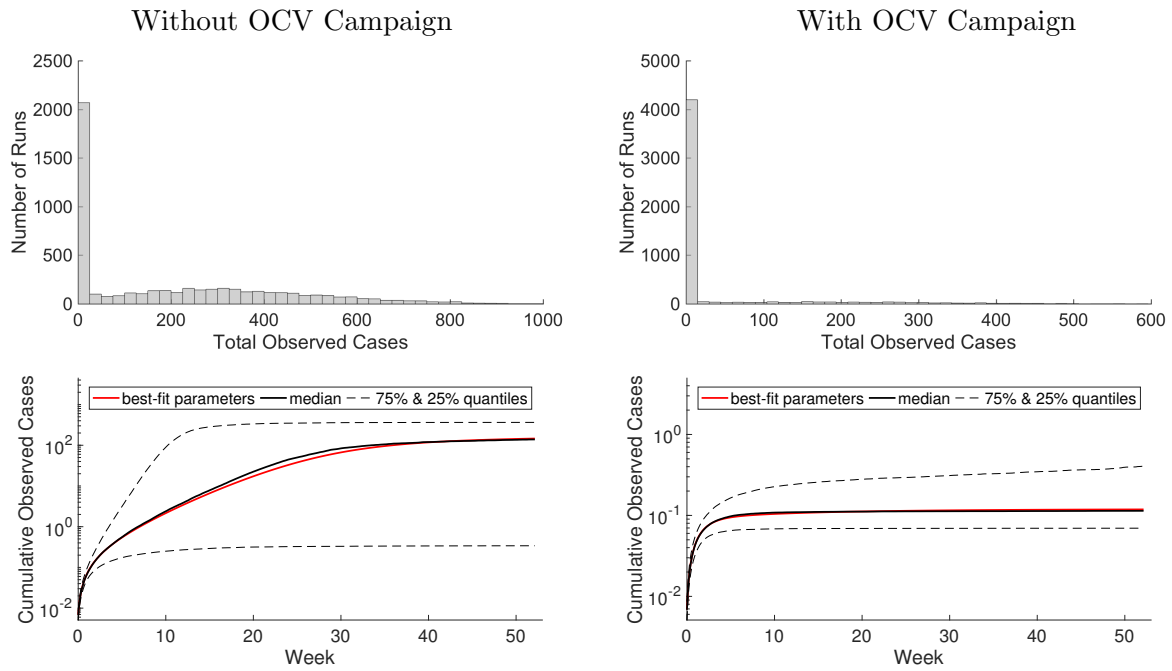 Without OCV Campaign
With OCV Campaign
2500
2000
1500
1000
500
0
Number of Runs
0 200 400 600 800 1000
Total Observed Cases
5000
4000
3000
2000
1000
0
Number of Runs
0 100 200 300 400 500 600
Total Observed Cases
best-fit parameters median 75% & 25% quantiles
10^2
10^0
10^-2
Cumulative Observed Cases
0 10 20 30 40 50
Week
best-fit parameters median 75% & 25% quantiles
10^0
10^-1
10^-2
Cumulative Observed Cases
0 10 20 30 40 50
Week